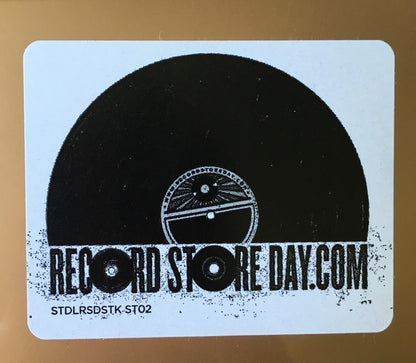 RECORD STORE DAY.COM
STDLRSDSTK ST02